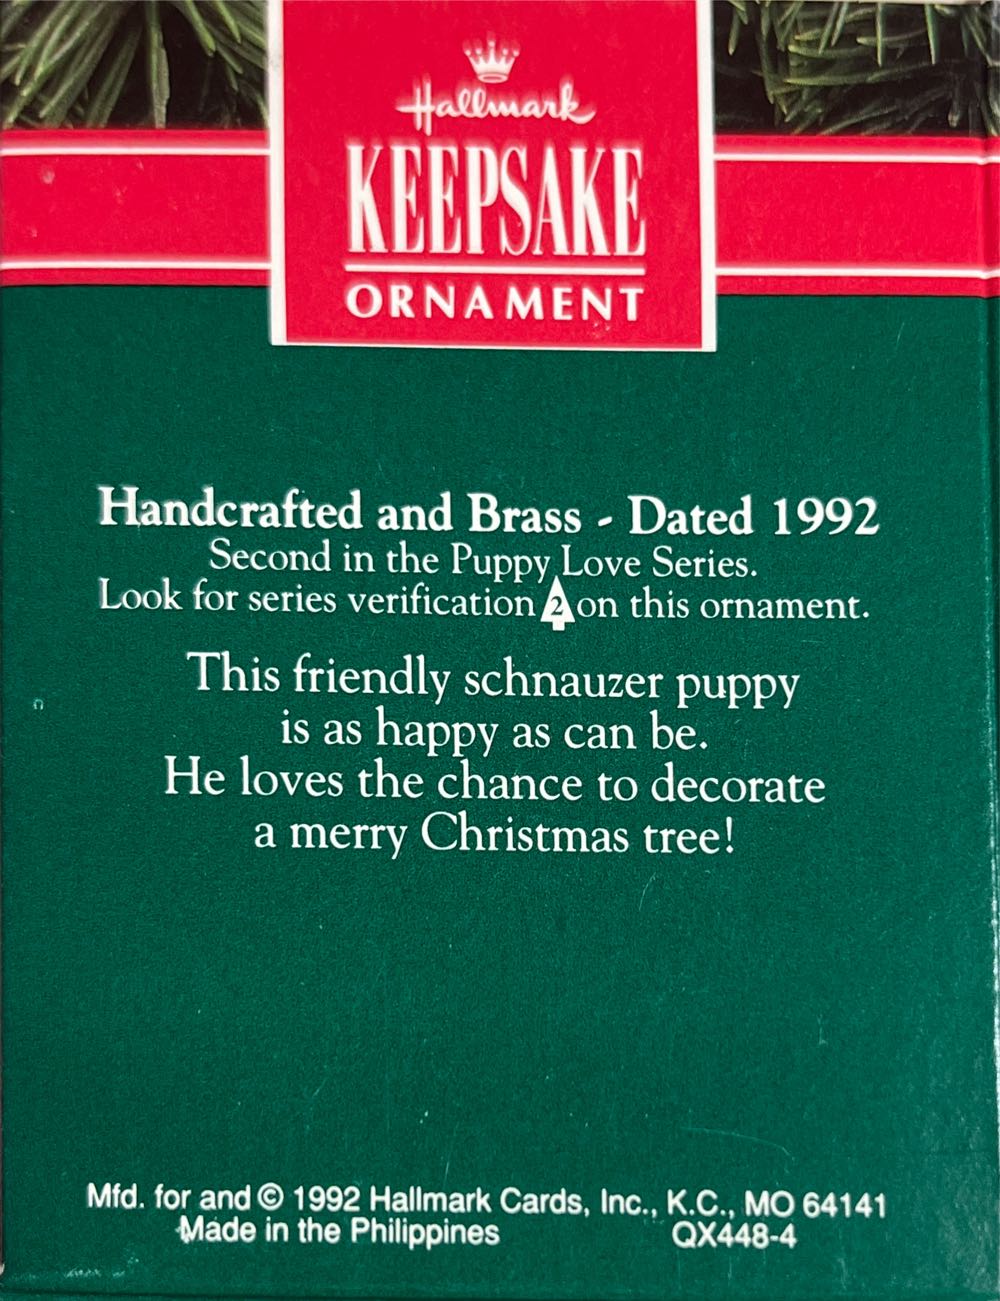 Hallmark
KEEPSAKE
ORNAMENT
Handcrafted and Brass - Dated 1992
Second in the Puppy Love Series.
Look for series verification 2 on this ornament.
This friendly schnauzer puppy
is as happy as can be.
He loves the chance to decorate
a merry Christmas tree!
Mfd. for and © 1992 Hallmark Cards, Inc., K.C., MO 64141
Made in the Philippines QX448-4